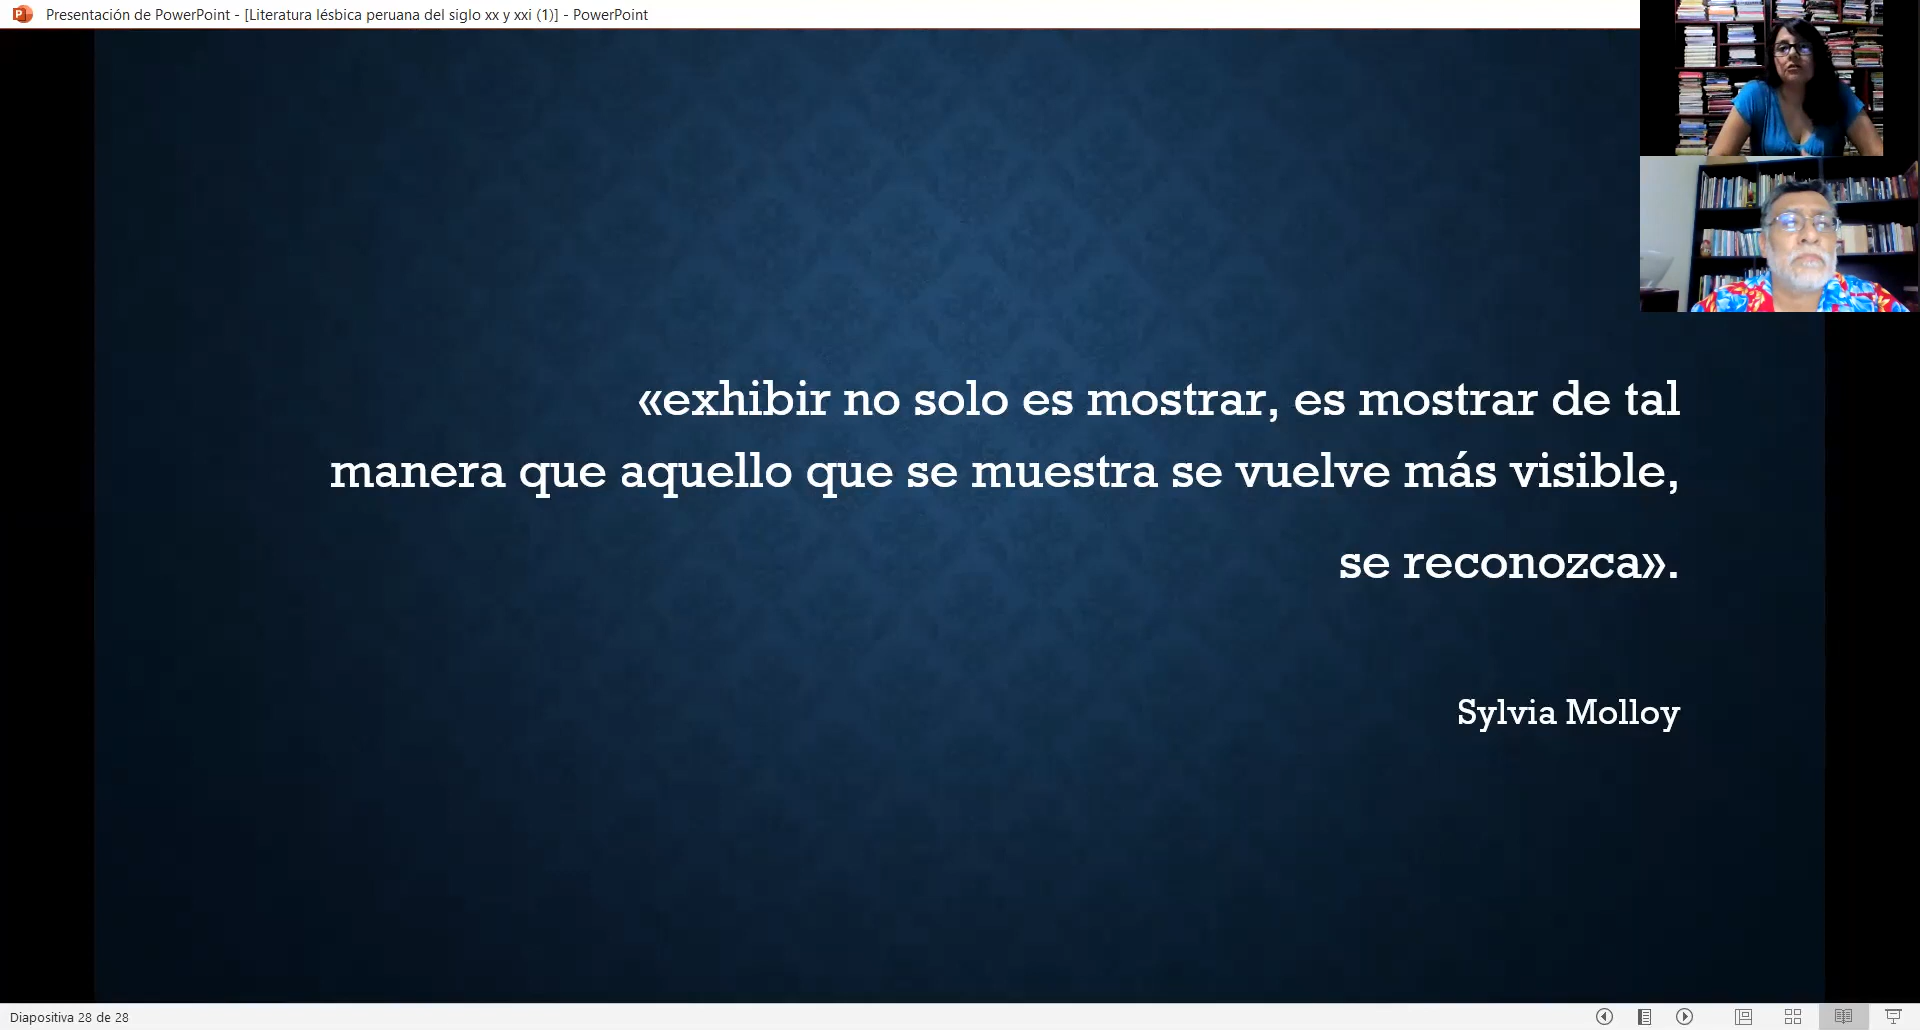 Presentación de PowerPoint - [Literatura lésbica peruana del siglo xx y xxi (1)] - PowerPoint
«exhibir no solo es mostrar, es mostrar de tal
manera que aquello que se muestra se vuelve más visible,
se reconozca».
Sylvia Molloy
Diapositiva 28 de 28